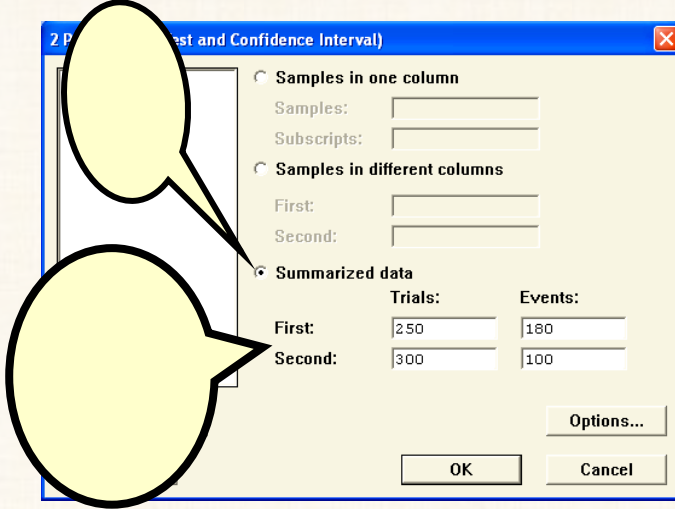 2 P est and Confidence Interval)
Samples in one column
Samples:
Subscripts:
Samples in different columns
First:
Second:
Summarized data
Trials: Events:
First: 250 180
Second: 300 100
Options...
OK Cancel